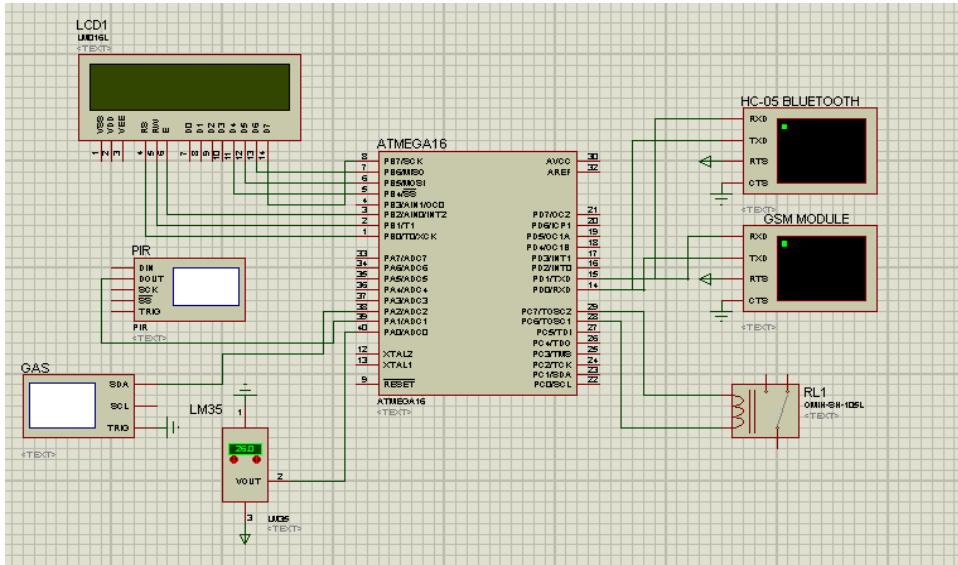 LCD1
LM016L
<TEXT>
VSS VDD VEE RS RW E D0 D1 D2 D3 D4 D5 D6 D7
1 2 3 4 5 6 7 8 9 10 11 12 13 14
ATMEGA16
8 PB7/SCK AVCC 30
7 PB6/MISO AREF 32
6 PB5/MOSI
5 PB4/SS
4 PB3/AIN1/OC0
3 PB2/AIN0/INT2 PD7/OC2 21
2 PB1/T1 PD6/ICP1 20
1 PB0/T0/XCK PD5/OC1A 19
PD4/OC1B 18
33 PA7/ADC7 PD3/INT1 17
34 PA6/ADC6 PD2/INT0 16
35 PA5/ADC5 PD1/TXD 15
36 PA4/ADC4 PD0/RXD 14
37 PA3/ADC3
38 PA2/ADC2 PC7/TOSC2 29
39 PA1/ADC1 PC6/TOSC1 28
40 PA0/ADC0 PC5/TDI 27
PC4/TDO 26
12 XTAL2 PC3/TMS 25
13 XTAL1 PC2/TCK 24
PC1/SDA 23
9 RESET PC0/SCL 22
ATMEGA16
<TEXT>
HC-05 BLUETOOTH
RXD
TXD
RTS
CTS
<TEXT>
GSM MODULE
RXD
TXD
RTS
CTS
<TEXT>
PIR
DIN
DOUT
SCK
SS
TRIG
PIR
<TEXT>
GAS
SDA
SCL
TRIG
<TEXT>
LM35
1
26.0
VOUT 2
3
LM35
<TEXT>
RL1
OMIH-SH-105L
<TEXT>